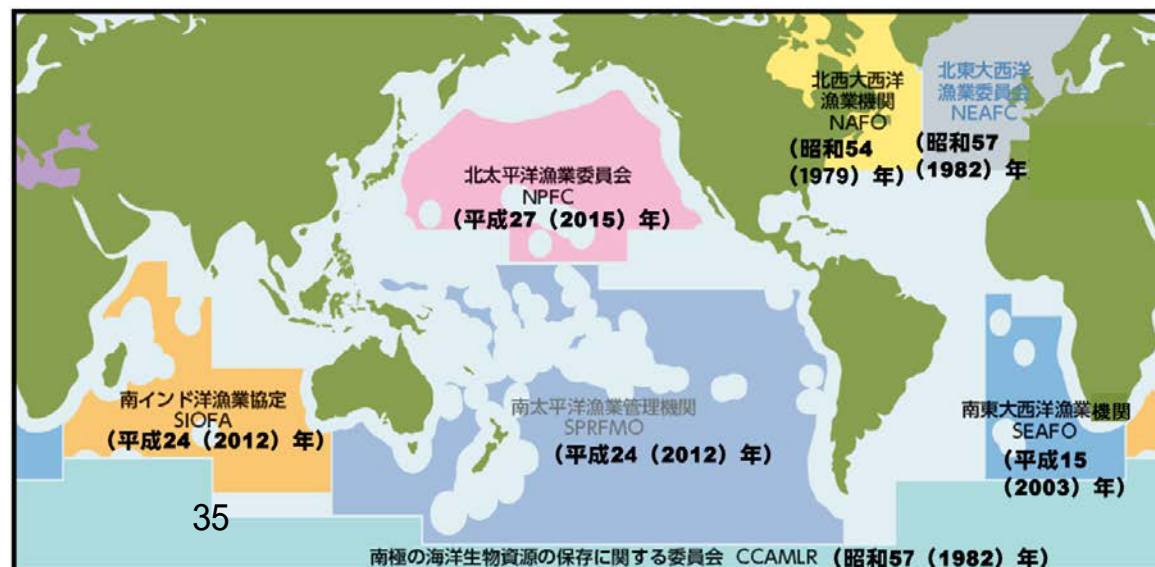 北西大西洋
漁業機関
NAFO
（昭和54
（1979）年）
北東大西洋
漁業委員会
NEAFC
（昭和57
（1982）年
北太平洋漁業委員会
NPFC
（平成27（2015）年）
南インド洋漁業協定
SIOFA
（平成24（2012）年）
南太平洋漁業管理機関
SPRFMO
（平成24（2012）年）
南東大西洋漁業機関
SEAFO
（平成15
（2003）年）
35
南極の海洋生物資源の保存に関する委員会 CCAMLR （昭和57（1982）年）